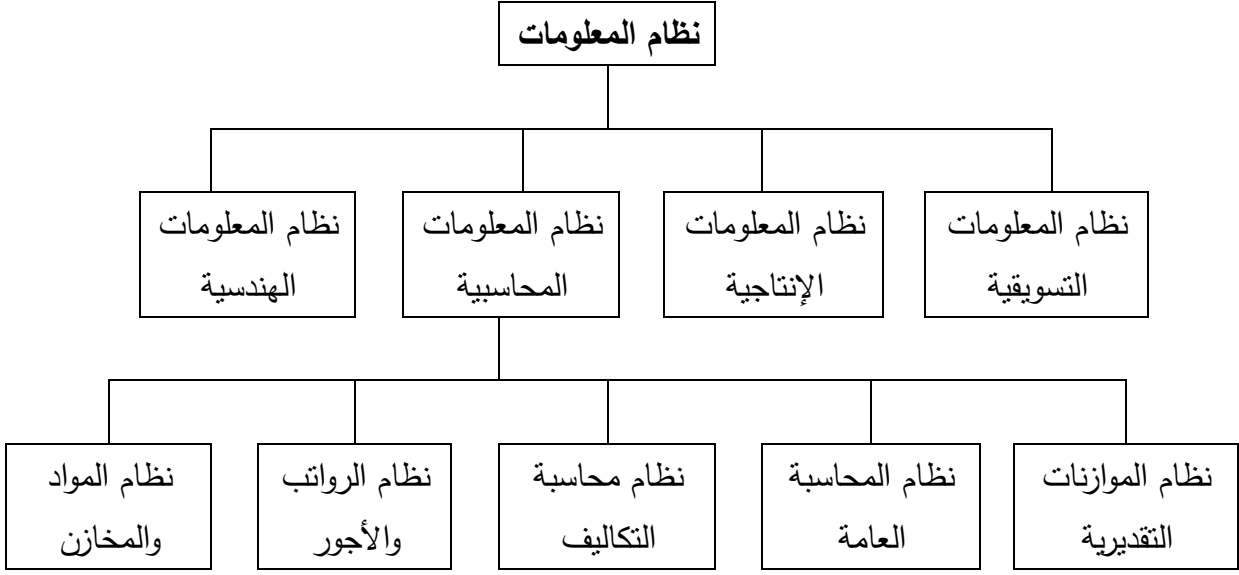 نظام المعلومات
نظام المعلومات
التسويقية
نظام المعلومات
الإنتاجية
نظام المعلومات
المحاسبية
نظام المعلومات
الهندسية
نظام الموازنات
التقديرية
نظام المحاسبة
العامة
نظام محاسبة
التكاليف
نظام الرواتب
والأجور
نظام المواد
والمخازن